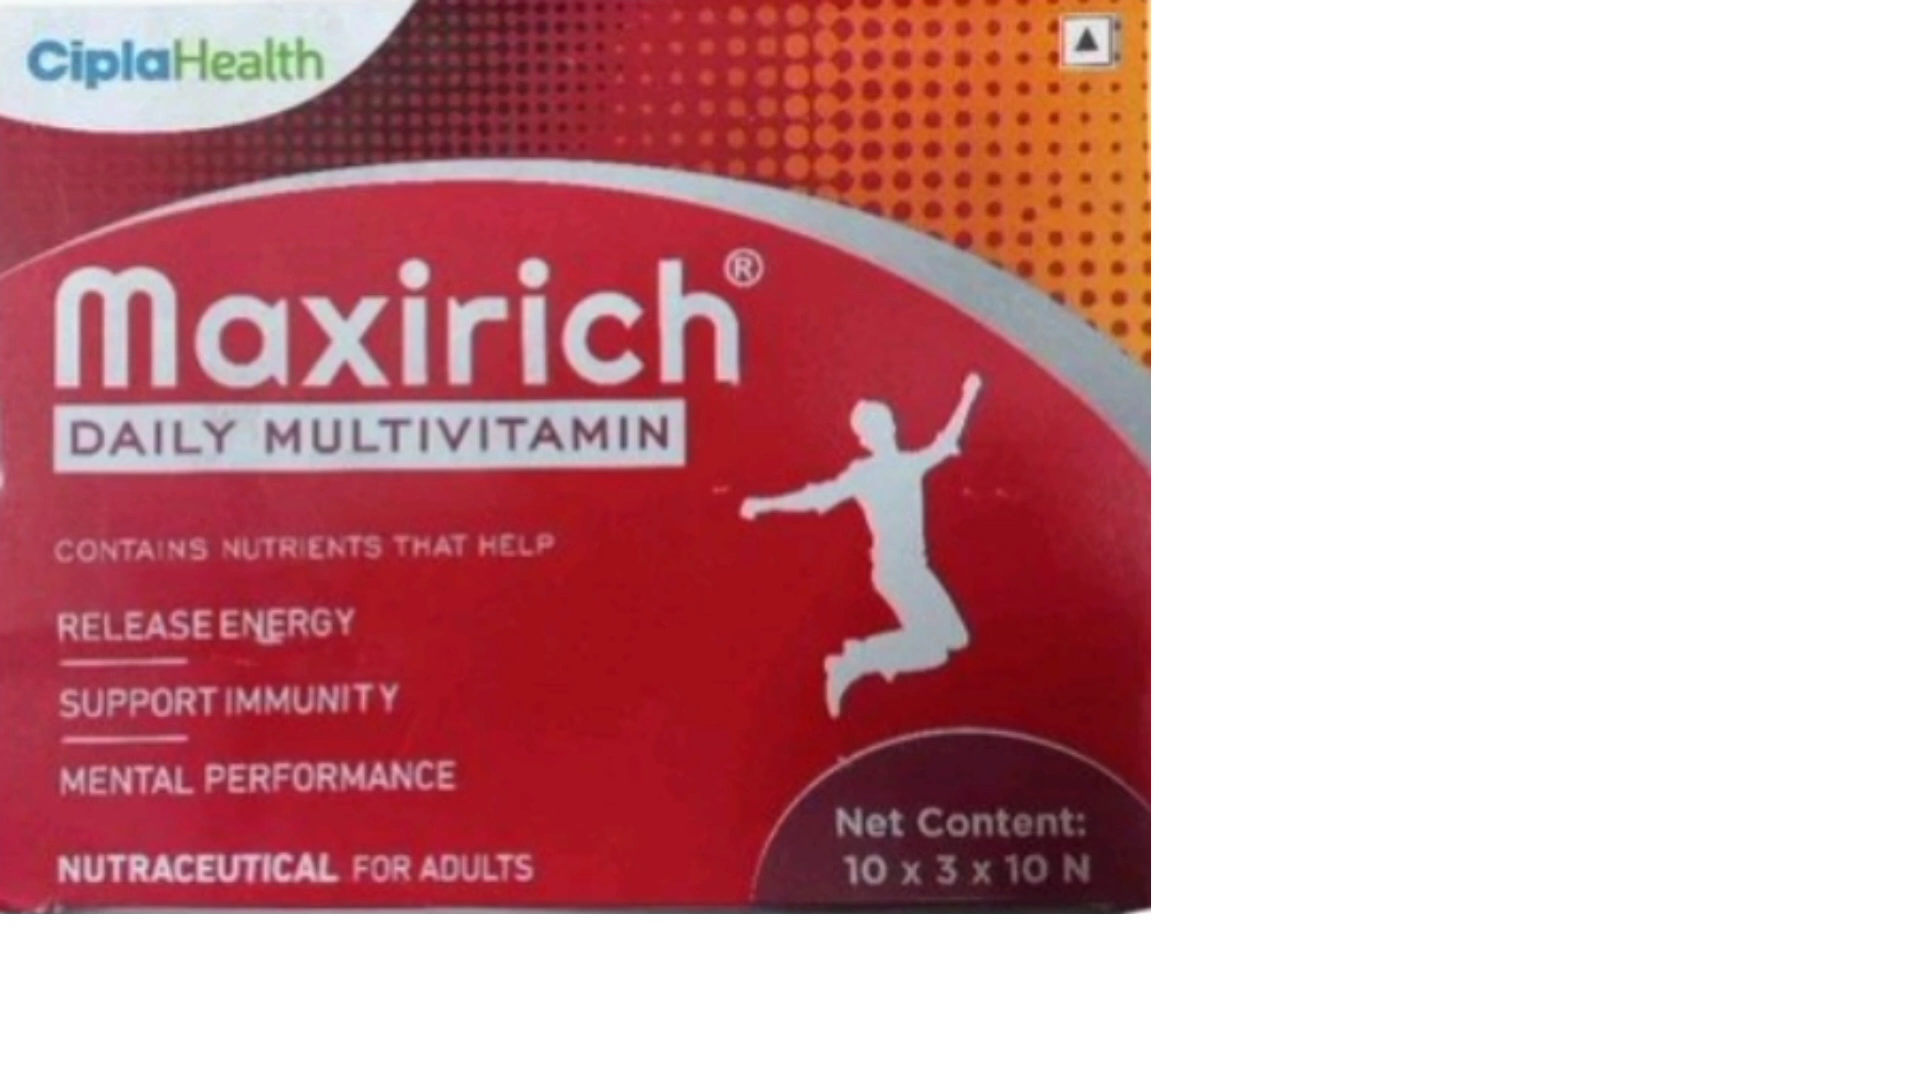 CiplaHealth
Maxirich®
DAILY MULTIVITAMIN
CONTAINS NUTRIENTS THAT HELP
RELEASE ENERGY
SUPPORT IMMUNITY
MENTAL PERFORMANCE
NUTRACEUTICAL FOR ADULTS
Net Content:
10 x 3 x 10 N